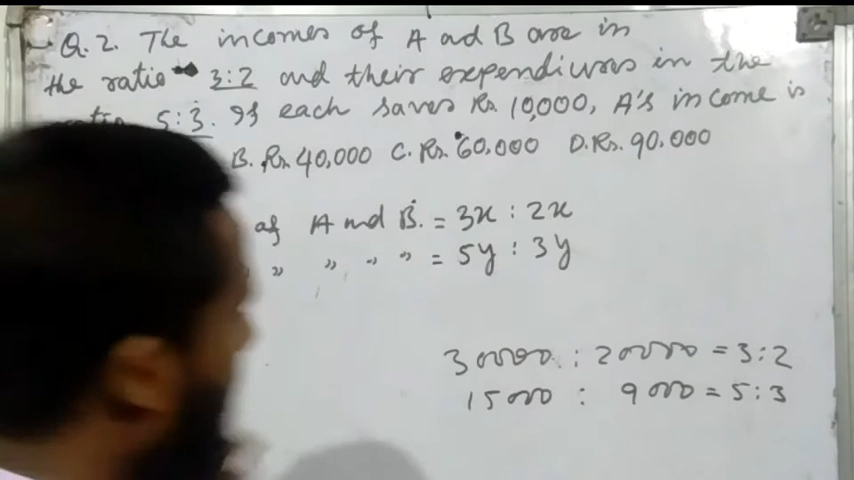 Q.2. The incomes of A and B are in
the ratio 3:2 and their expendiures in the
5:3. If each saves Rs. 10,000, A's income is
B. Rs. 40,000 C. Rs. 60,000 D. Rs. 90,000
of A and B = 3x : 2x
" " " " = 5y : 3y
30000 : 20000 = 3:2
15000 : 9000 = 5:3